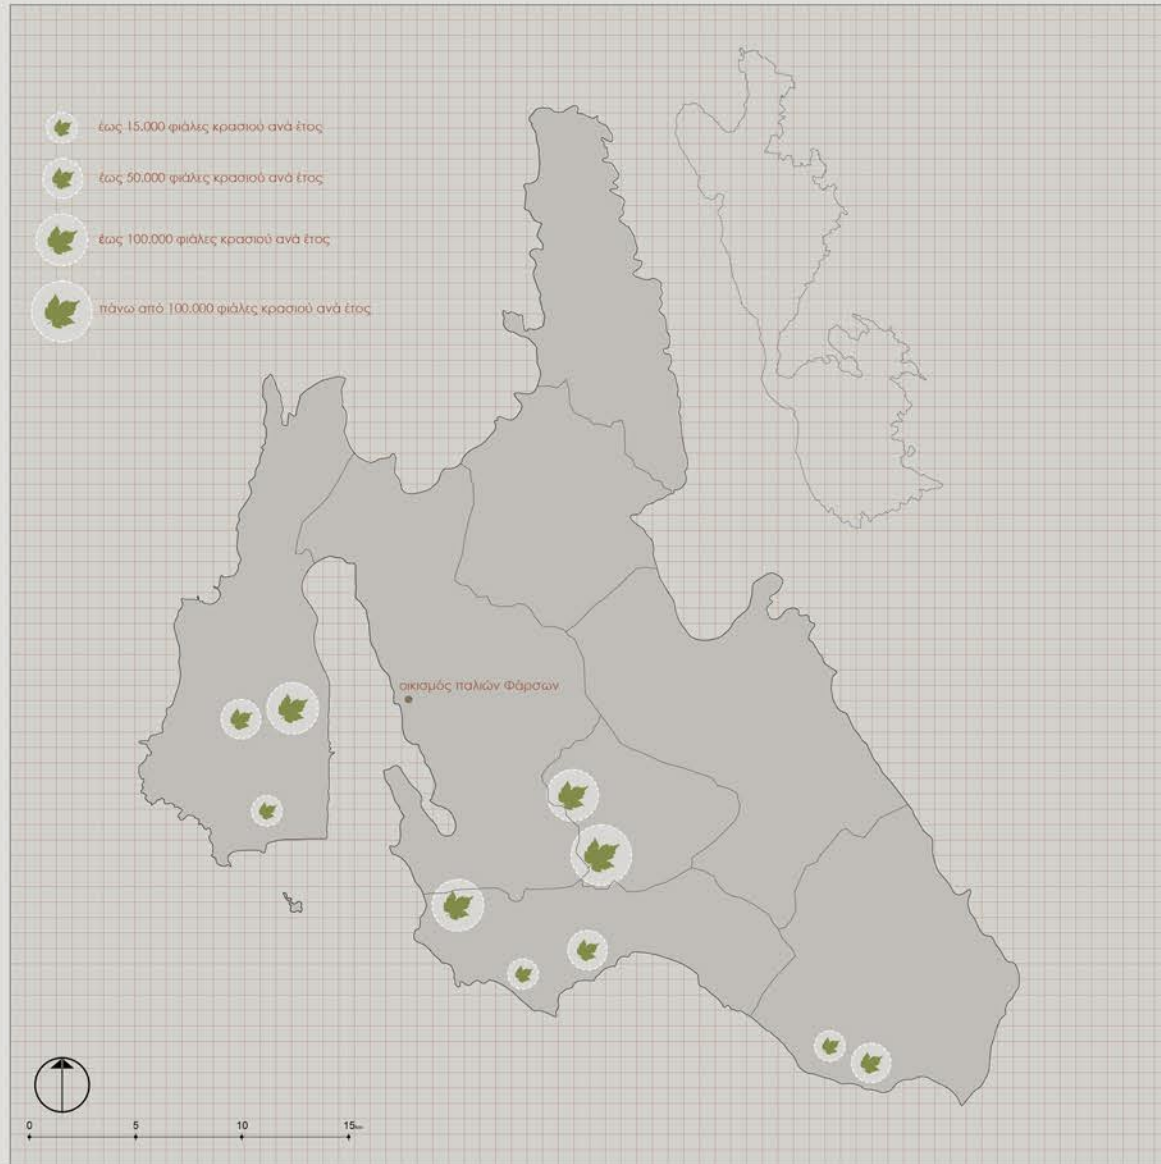 έως 15.000 φιάλες κρασιού ανά έτος
έως 50.000 φιάλες κρασιού ανά έτος
έως 100.000 φιάλες κρασιού ανά έτος
πάνω από 100.000 φιάλες κρασιού ανά έτος
οικισμός παλιών Φάρσων
0 5 10 15km